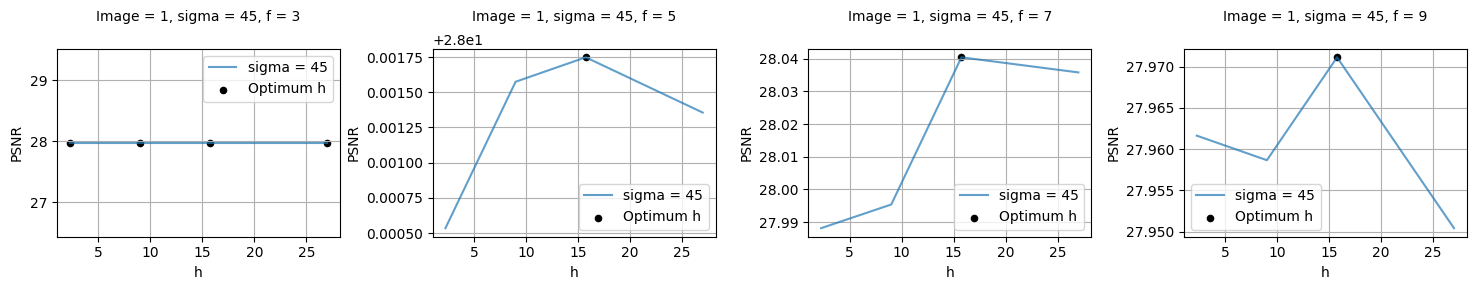 Image = 1, sigma = 45, f = 3
29
28
27
PSNR
sigma = 45
Optimum h
5 10 15 20 25
h
Image = 1, sigma = 45, f = 5
+2.8e1
0.00175
0.00150
0.00125
0.00100
0.00075
0.00050
PSNR
sigma = 45
Optimum h
5 10 15 20 25
h
Image = 1, sigma = 45, f = 7
28.04
28.03
28.02
28.01
28.00
27.99
PSNR
sigma = 45
Optimum h
5 10 15 20 25
h
Image = 1, sigma = 45, f = 9
27.970
27.965
27.960
27.955
27.950
PSNR
sigma = 45
Optimum h
5 10 15 20 25
h